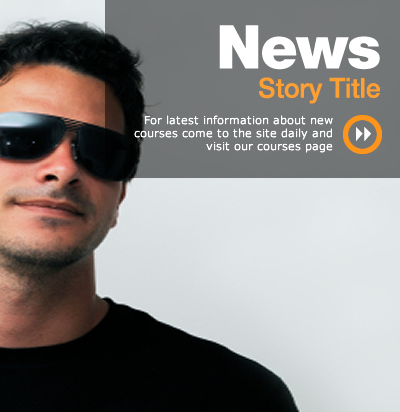 News
Story Title
For latest information about new
courses come to the site daily and
visit our courses page